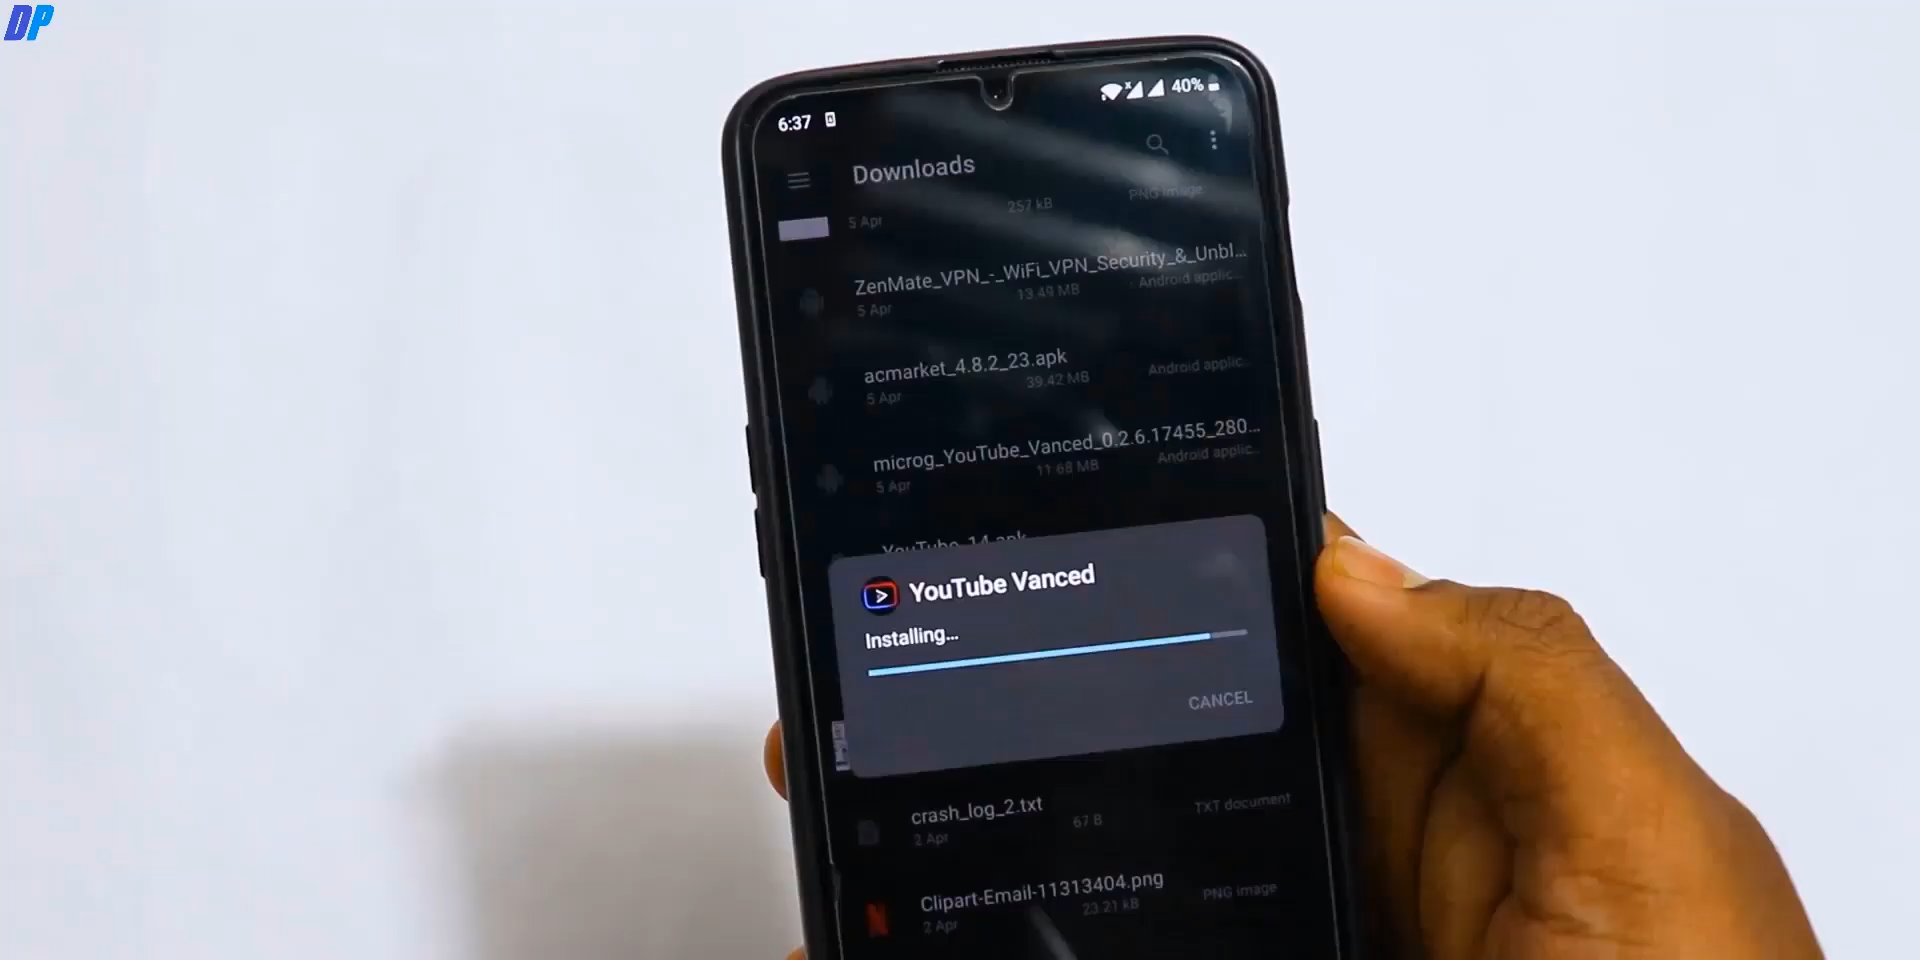 DP
6:37
40%
Downloads
5 Apr 257 kB PNG image
ZenMate_VPN_-_WiFi_VPN_Security_&_Unbl...
5 Apr 13.49 MB Android applic...
acmarket_4.8.2_23.apk
5 Apr 39.42 MB Android applic...
microg_YouTube_Vanced_0.2.6.17455_280...
5 Apr 11.68 MB Android applic...
YouTube_14.apk
YouTube Vanced
Installing...
CANCEL
crash_log_2.txt
2 Apr 67 B TXT document
Clipart-Email-11313404.png
2 Apr 23.21 kB PNG image